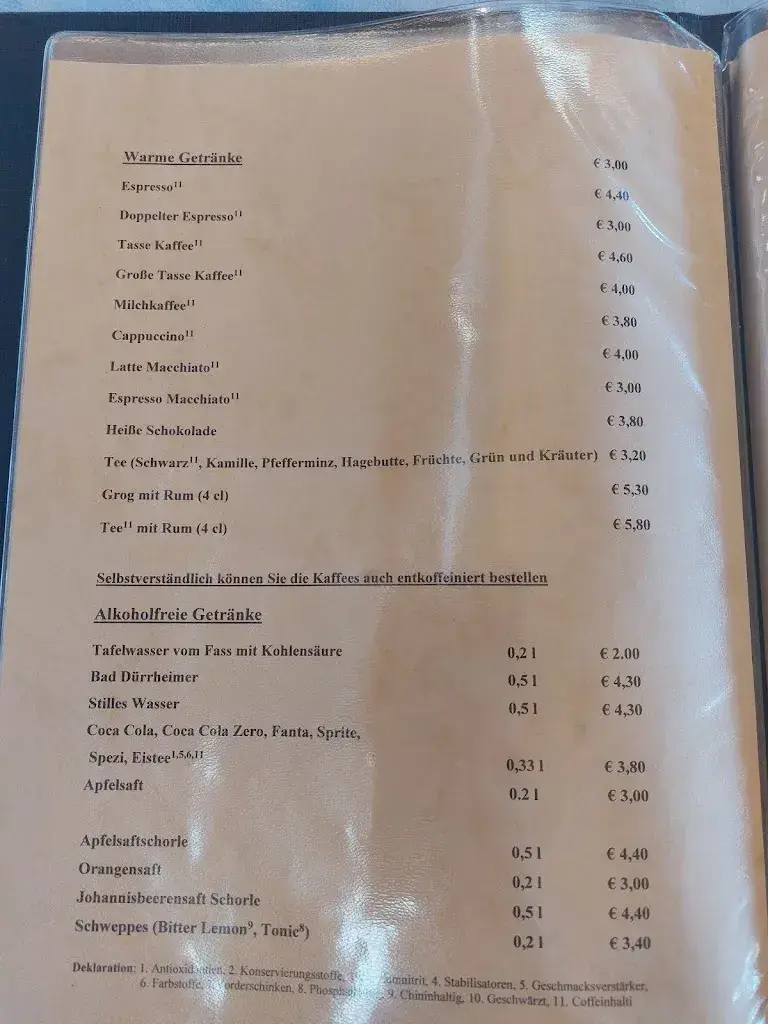 Warme Getränke
Espresso¹¹ € 3,00
Doppelter Espresso¹¹ € 4,40
Tasse Kaffee¹¹ € 3,00
Große Tasse Kaffee¹¹ € 4,60
Milchkaffee¹¹ € 4,00
Cappuccino¹¹ € 3,80
Latte Macchiato¹¹ € 4,00
Espresso Macchiato¹¹ € 3,00
Heiße Schokolade € 3,80
Tee (Schwarz¹¹, Kamille, Pfefferminz, Hagebutte, Früchte, Grün und Kräuter) € 3,20
Grog mit Rum (4 cl) € 5,30
Tee¹¹ mit Rum (4 cl) € 5,80
Selbstverständlich können Sie die Kaffees auch entkoffeiniert bestellen
Alkoholfreie Getränke
Tafelwasser vom Fass mit Kohlensäure 0,2 l € 2.00
Bad Dürrheimer 0,5 l € 4,30
Stilles Wasser 0,5 l € 4,30
Coca Cola, Coca Cola Zero, Fanta, Sprite,
Spezi, Eistee¹,⁵,⁶,¹¹ 0,33 l € 3,80
Apfelsaft 0.2 l € 3,00
Apfelsaftschorle 0,5 l € 4,40
Orangensaft 0,2 l € 3,00
Johannisbeerensaft Schorle 0,5 l € 4,40
Schweppes (Bitter Lemon⁹, Tonic⁸) 0,2 l € 3,40
Deklaration: 1. 2. Konservierungsstoffe, 4. Stabilisatoren, 5. Geschmacksverstärker,
6. Farbstoffe, 8. 9. Chininhaltig, 10. Geschwärzt, 11. Coffeinhalti